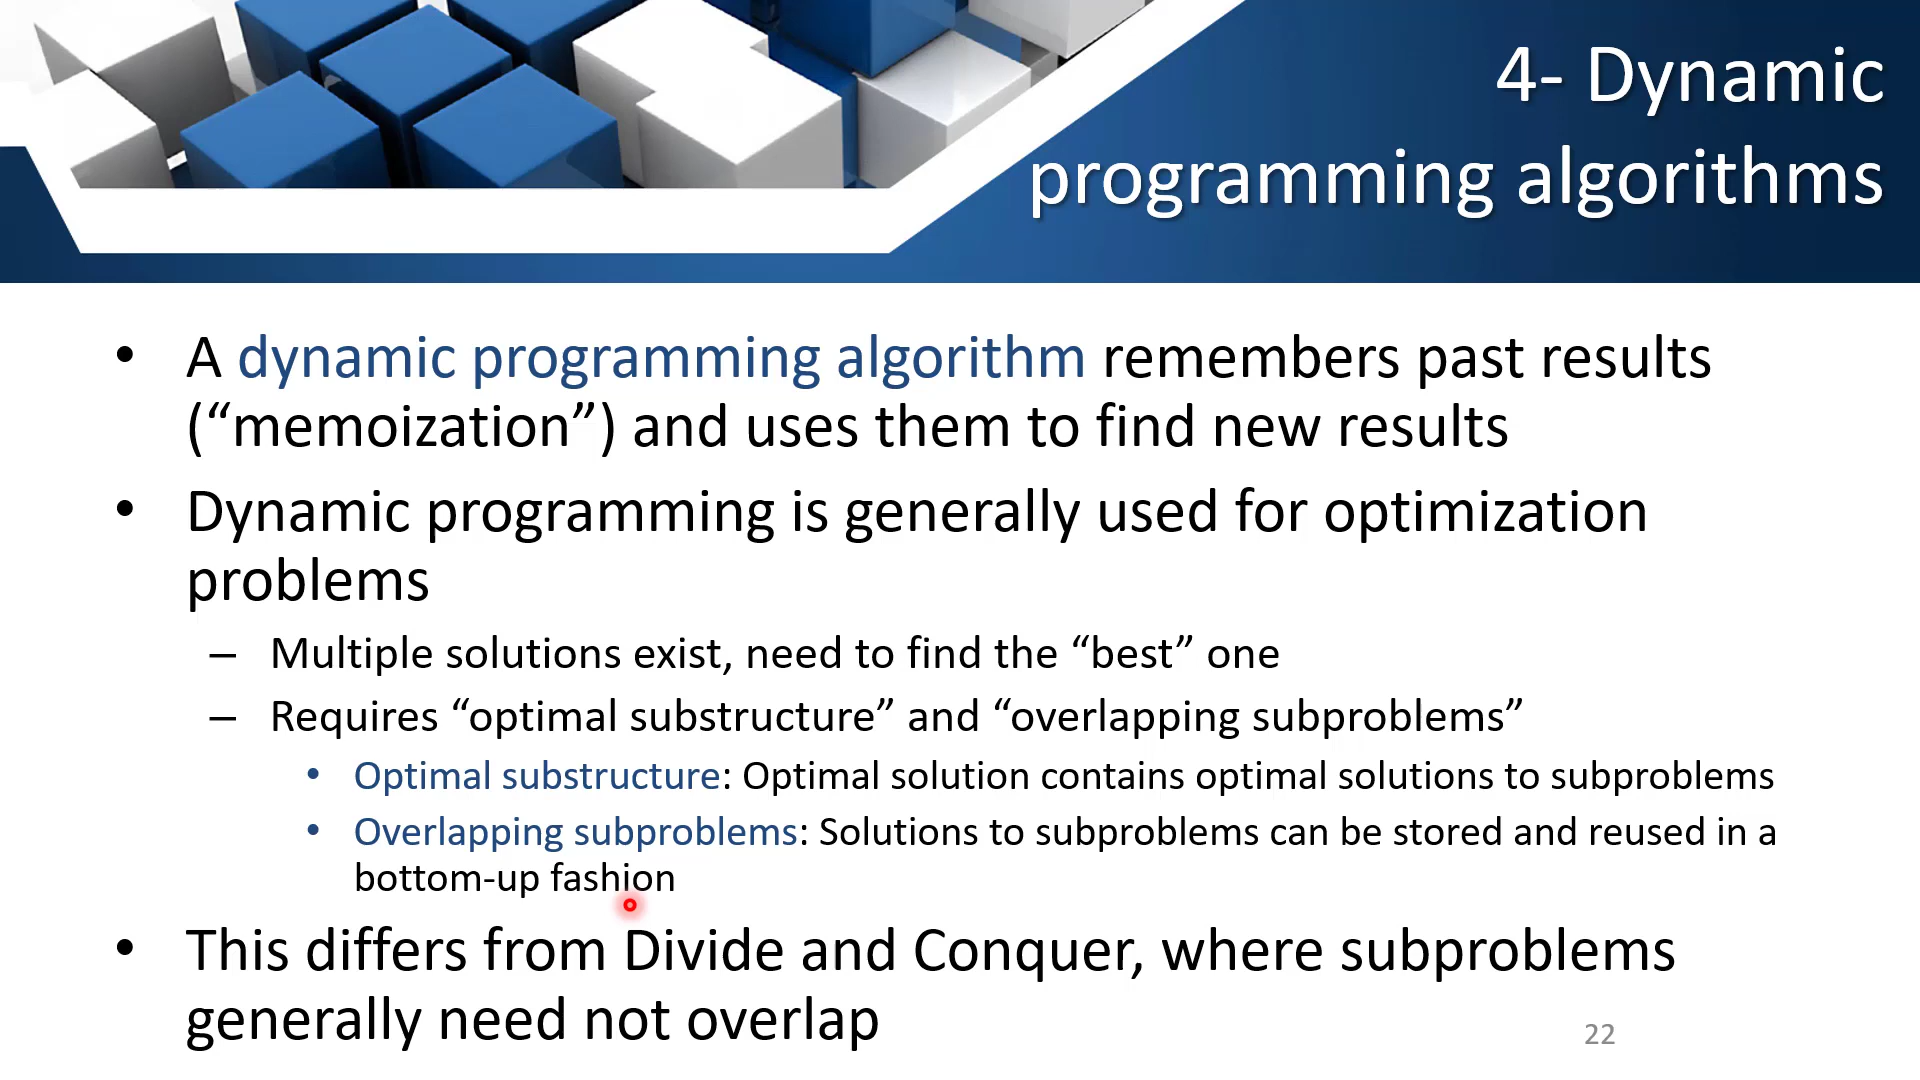 4- Dynamic
programming algorithms
• A dynamic programming algorithm remembers past results
(“memoization”) and uses them to find new results
• Dynamic programming is generally used for optimization
problems
– Multiple solutions exist, need to find the “best” one
– Requires “optimal substructure” and “overlapping subproblems”
• Optimal substructure: Optimal solution contains optimal solutions to subproblems
• Overlapping subproblems: Solutions to subproblems can be stored and reused in a
bottom-up fashion
• This differs from Divide and Conquer, where subproblems
generally need not overlap
22